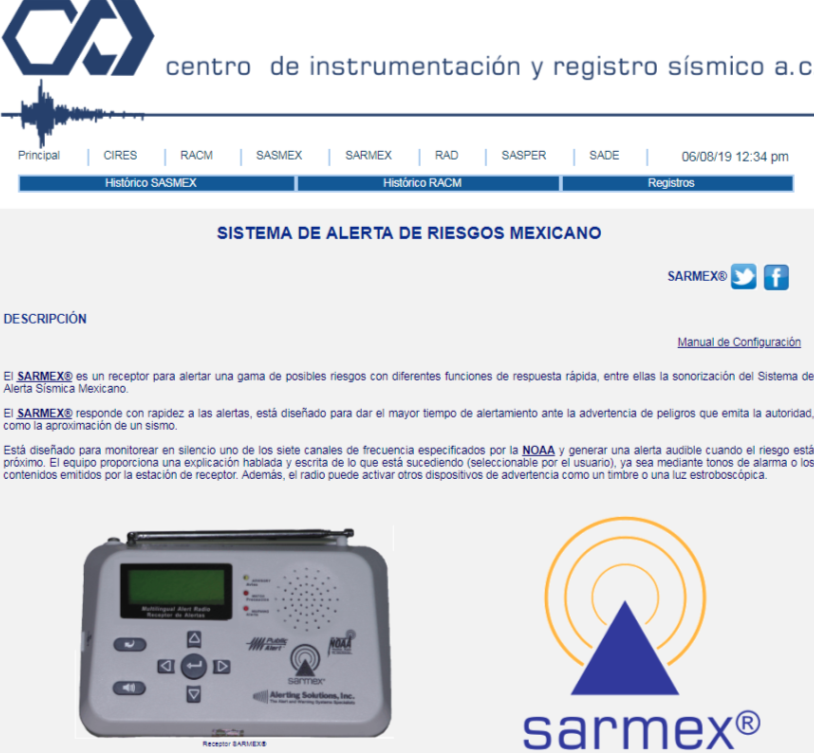 centro de instrumentación y registro sísmico a.c
Principal CIRES RACM SASMEX SARMEX RAD SASPER SADE 06/08/19 12:34 pm
Histórico SASMEX Histórico RACM Registros
SISTEMA DE ALERTA DE RIESGOS MEXICANO
SARMEX®
DESCRIPCIÓN
Manual de Configuración
El SARMEX® es un receptor para alertar una gama de posibles riesgos con diferentes funciones de respuesta rápida, entre ellas la sonorización del Sistema de
Alerta Sísmica Mexicano.
El SARMEX® responde con rapidez a las alertas, está diseñado para dar el mayor tiempo de alertamiento ante la advertencia de peligros que emita la autoridad,
como la aproximación de un sismo.
Está diseñado para monitorear en silencio uno de los siete canales de frecuencia especificados por la NOAA y generar una alerta audible cuando el riesgo está
próximo. El equipo proporciona una explicación hablada y escrita de lo que está sucediendo (seleccionable por el usuario), ya sea mediante tonos de alarma o los
contenidos emitidos por la estación de receptor. Además, el radio puede activar otros dispositivos de advertencia como un timbre o una luz estroboscópica.
Multilingual Alert Radio
Receptor de Alertas
Public
Alert
NOAA
sarmex
Alerting Solutions, Inc.
The Alert and Warning Systems Specialists
Receptor SARMEX®
sarmex®